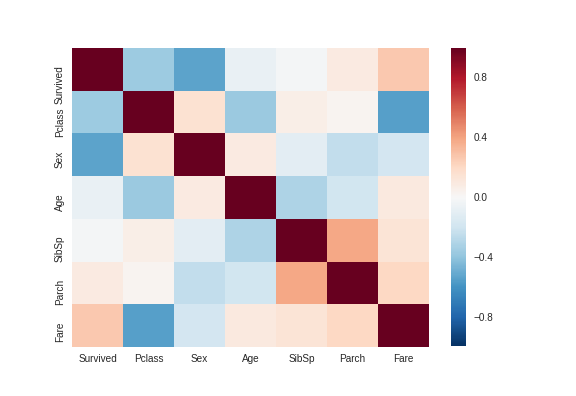 Survived
Pclass
Sex
Age
SibSp
Parch
Fare
Survived Pclass Sex Age SibSp Parch Fare
0.8
0.4
0.0
−0.4
−0.8